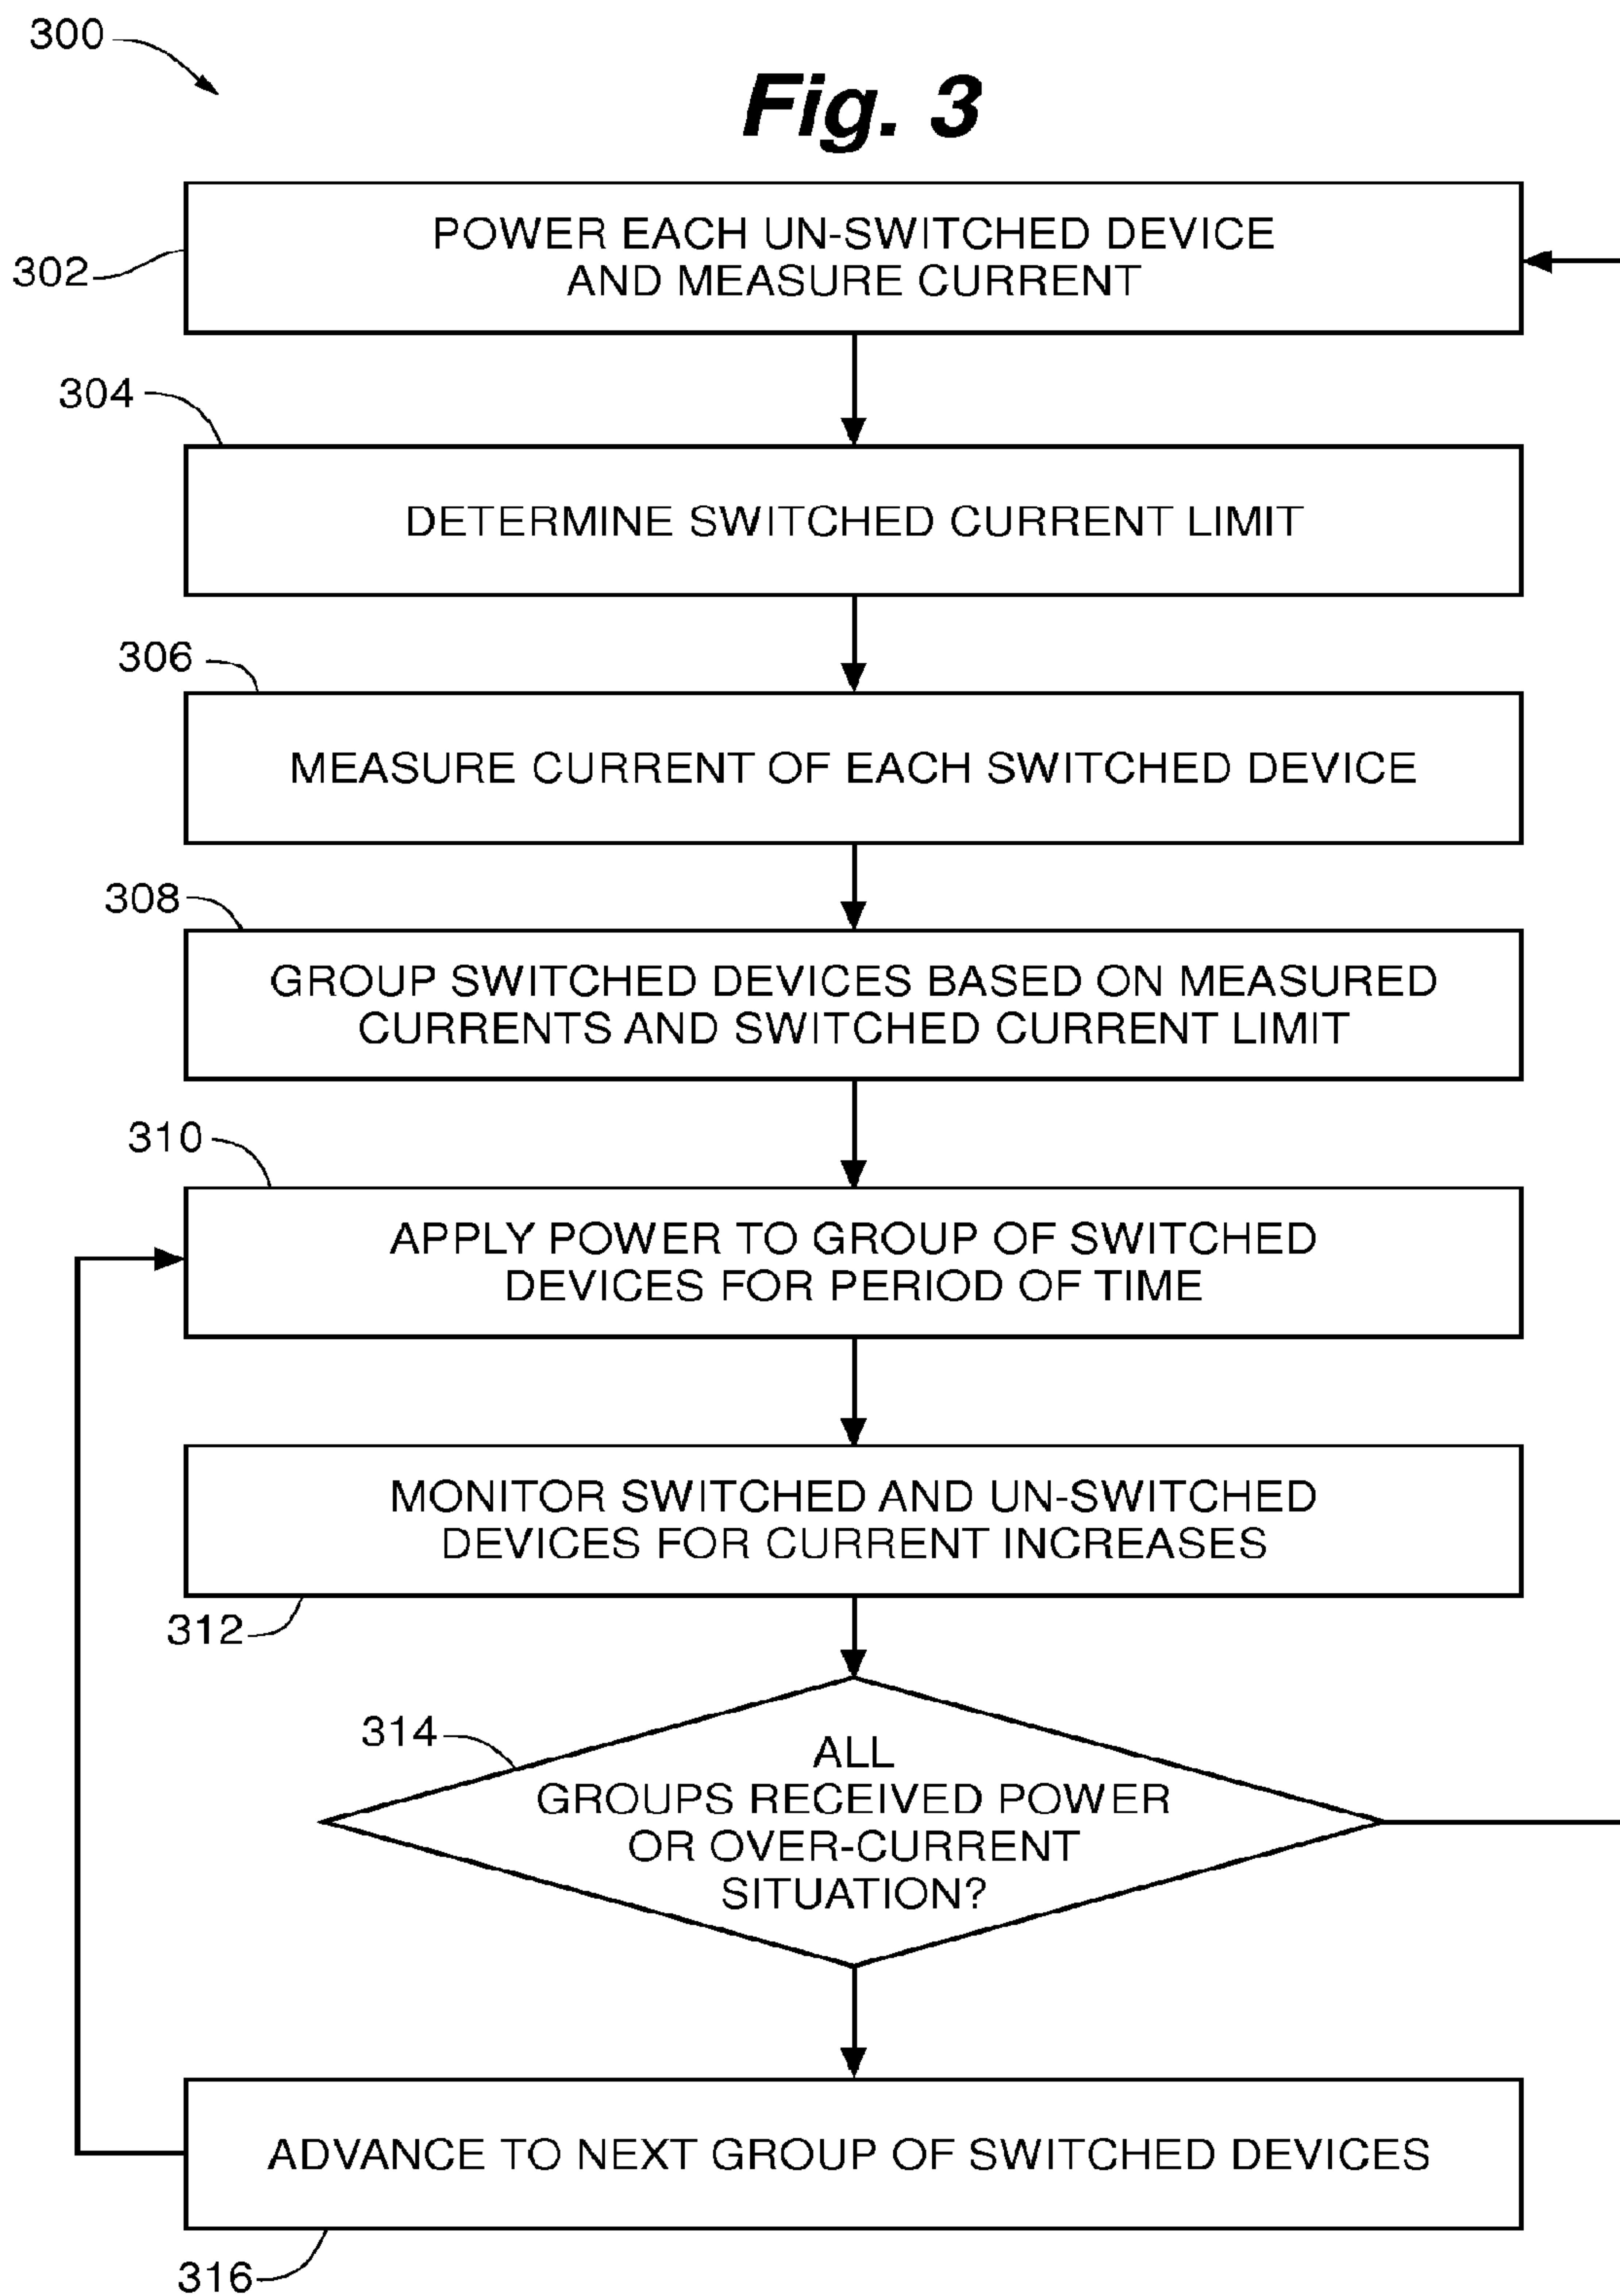 300
Fig. 3
302
POWER EACH UN-SWITCHED DEVICE
AND MEASURE CURRENT
304
DETERMINE SWITCHED CURRENT LIMIT
306
MEASURE CURRENT OF EACH SWITCHED DEVICE
308
GROUP SWITCHED DEVICES BASED ON MEASURED
CURRENTS AND SWITCHED CURRENT LIMIT
310
APPLY POWER TO GROUP OF SWITCHED
DEVICES FOR PERIOD OF TIME
MONITOR SWITCHED AND UN-SWITCHED
DEVICES FOR CURRENT INCREASES
312
314
ALL
GROUPS RECEIVED POWER
OR OVER-CURRENT
SITUATION?
ADVANCE TO NEXT GROUP OF SWITCHED DEVICES
316